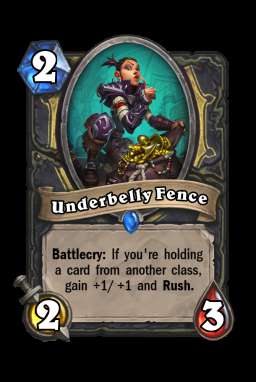 2
Underbelly Fence
Battlecry: If you're holding
a card from another class,
gain +1/ +1 and Rush.
2
3